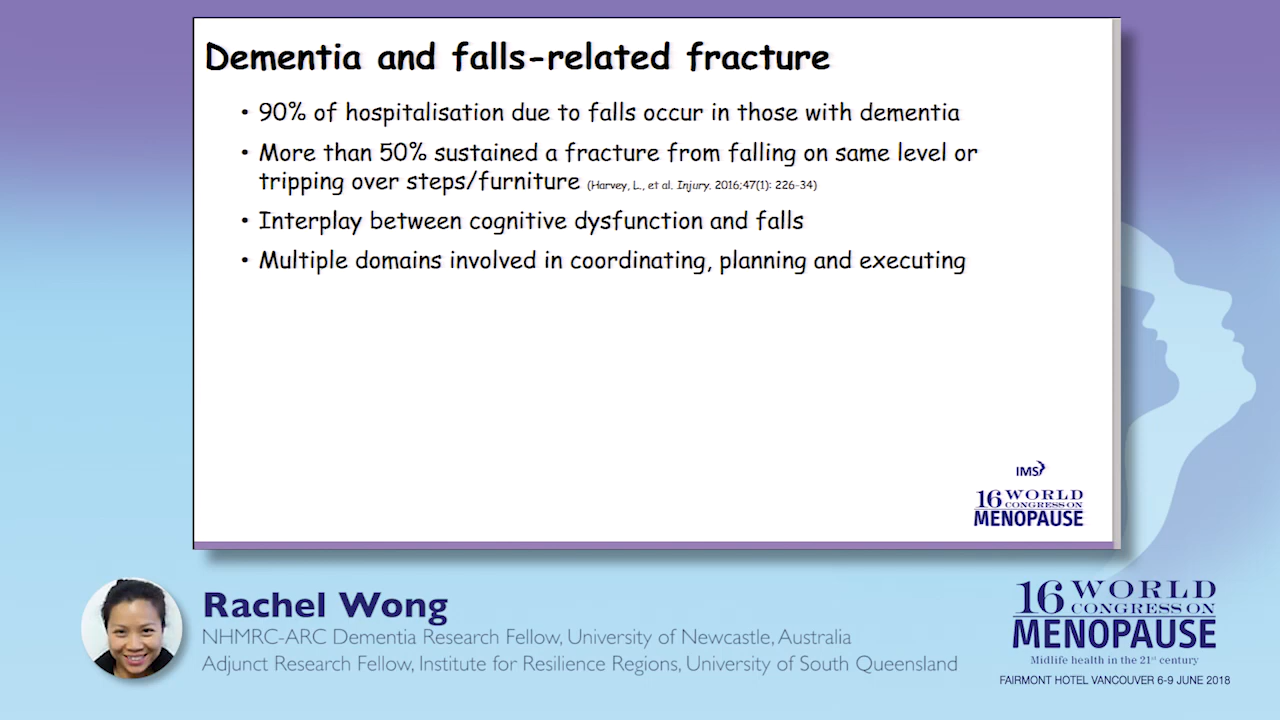 Dementia and falls-related fracture
• 90% of hospitalisation due to falls occur in those with dementia
• More than 50% sustained a fracture from falling on same level or
tripping over steps/furniture (Harvey, L., et al. Injury. 2016;47(1): 226-34)
• Interplay between cognitive dysfunction and falls
• Multiple domains involved in coordinating, planning and executing
IMS
16 WORLD
CONGRESS ON
MENOPAUSE
Rachel Wong
NHMRC-ARC Dementia Research Fellow, University of Newcastle, Australia
Adjunct Research Fellow, Institute for Resilience Regions, University of South Queensland
16 WORLD
CONGRESS ON
MENOPAUSE
Midlife health in the 21st century
FAIRMONT HOTEL VANCOUVER 6-9 JUNE 2018